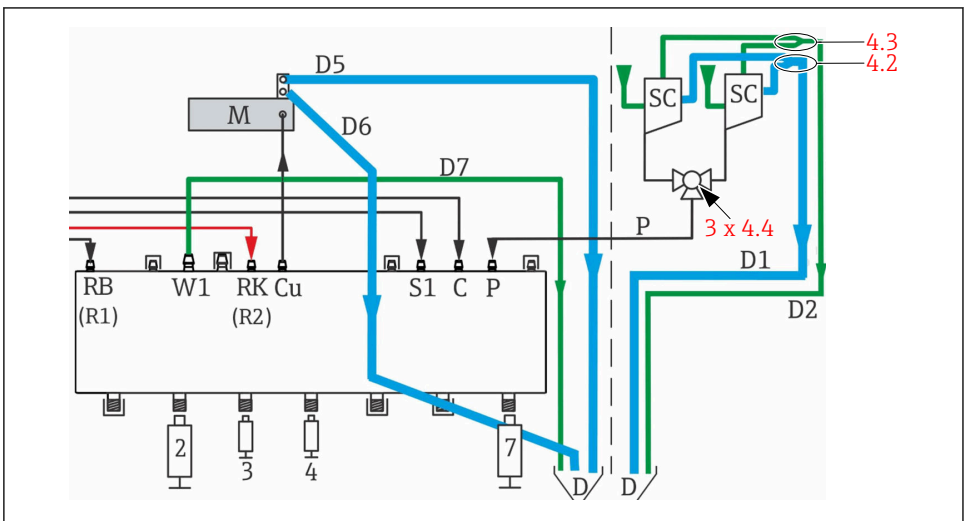 4.3
4.2
D5
SC
SC
M
D6
D7
3 x 4.4
P
D1
RB
W1
RK
Cu
S1
C
P
(R1)
(R2)
D2
2
3
4
7
D
D